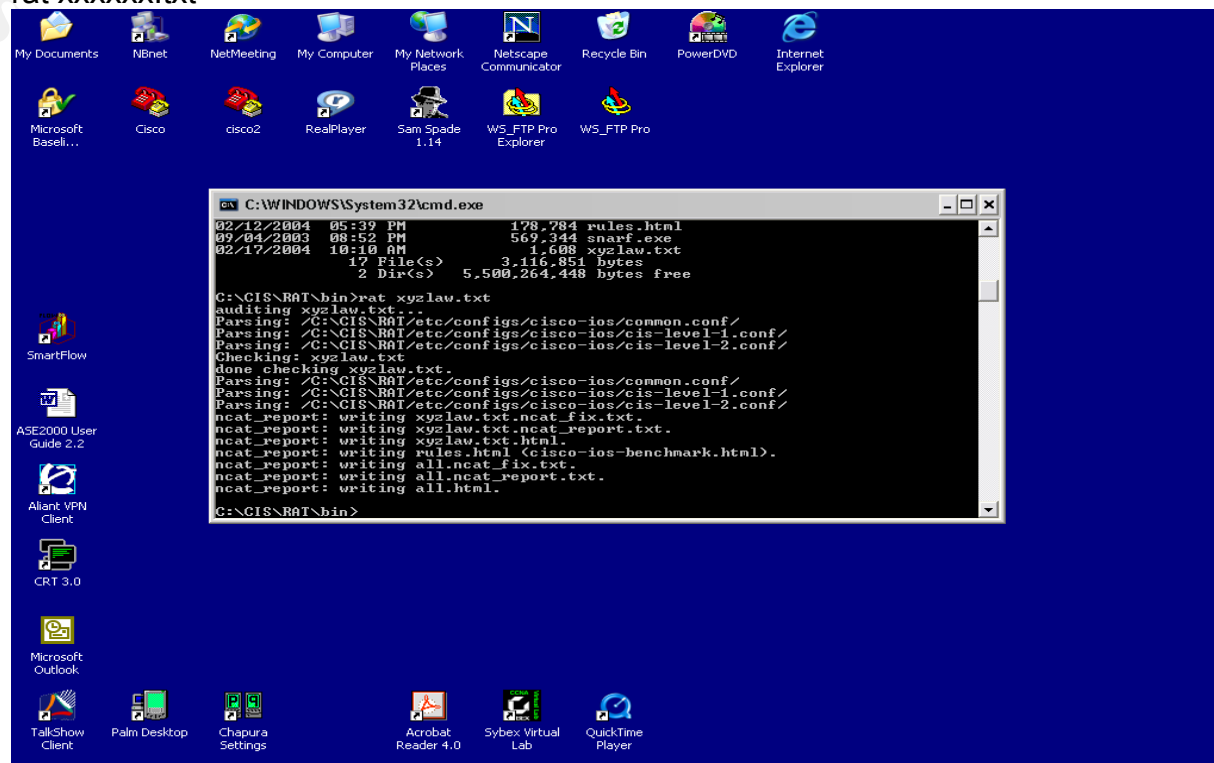 rat xxxxxx.txt
My Documents
NBnet
NetMeeting
My Computer
My Network
Places
Netscape
Communicator
Recycle Bin
PowerDVD
Internet
Explorer
Microsoft
Baseli...
Cisco
cisco2
RealPlayer
Sam Spade
1.14
WS_FTP Pro
Explorer
WS_FTP Pro
C:\WINDOWS\System32\cmd.exe
02/12/2004 05:39 PM 178,784 rules.html
09/04/2003 08:52 PM 569,344 snarf.exe
02/17/2004 10:10 AM 1,608 xyzlaw.txt
17 File(s) 3,116,851 bytes
2 Dir(s) 5,500,264,448 bytes free
C:\CIS\RAT\bin>rat xyzlaw.txt
auditing xyzlaw.txt...
Parsing: /C:\CIS\RAT/etc/configs/cisco-ios/common.conf/
Parsing: /C:\CIS\RAT/etc/configs/cisco-ios/cis-level-1.conf/
Parsing: /C:\CIS\RAT/etc/configs/cisco-ios/cis-level-2.conf/
Checking: xyzlaw.txt
done checking xyzlaw.txt.
Parsing: /C:\CIS\RAT/etc/configs/cisco-ios/common.conf/
Parsing: /C:\CIS\RAT/etc/configs/cisco-ios/cis-level-1.conf/
Parsing: /C:\CIS\RAT/etc/configs/cisco-ios/cis-level-2.conf/
ncat_report: writing xyzlaw.txt.ncat_fix.txt.
ncat_report: writing xyzlaw.txt.ncat_report.txt.
ncat_report: writing xyzlaw.txt.html.
ncat_report: writing rules.html (cisco-ios-benchmark.html).
ncat_report: writing all.ncat_fix.txt.
ncat_report: writing all.ncat_report.txt.
ncat_report: writing all.html.
C:\CIS\RAT\bin>
SmartFlow
ASE2000 User
Guide 2.2
Aliant VPN
Client
CRT 3.0
Microsoft
Outlook
TalkShow
Client
Palm Desktop
Chapura
Settings
Acrobat
Reader 4.0
Sybex Virtual
Lab
QuickTime
Player